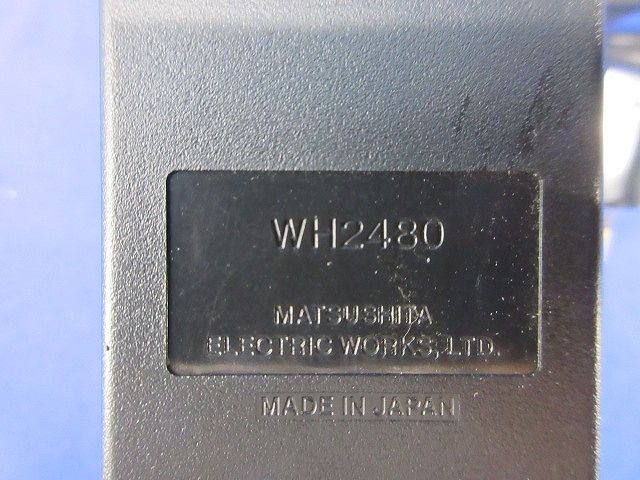 WH2480
MATSUSHITA
ELECTRIC WORKS, LTD.
MADE IN JAPAN